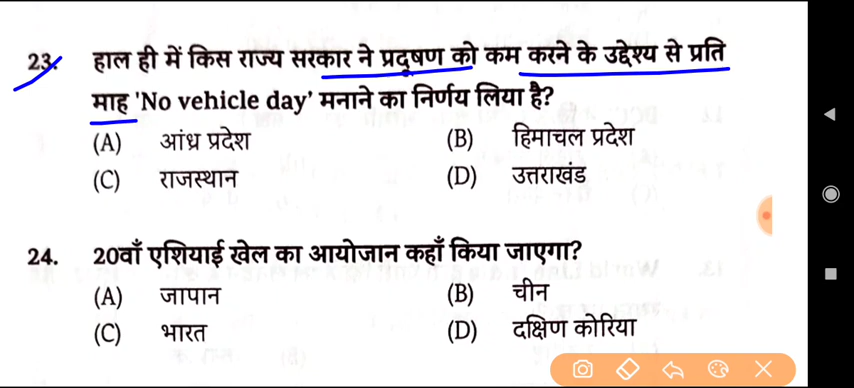 23. हाल ही में किस राज्य सरकार ने प्रदुषण को कम करने के उद्देश्य से प्रति
माह 'No vehicle day' मनाने का निर्णय लिया है?
(A) आंध्र प्रदेश (B) हिमाचल प्रदेश
(C) राजस्थान (D) उत्तराखंड
24. 20वाँ एशियाई खेल का आयोजान कहाँ किया जाएगा?
(A) जापान (B) चीन
(C) भारत (D) दक्षिण कोरिया